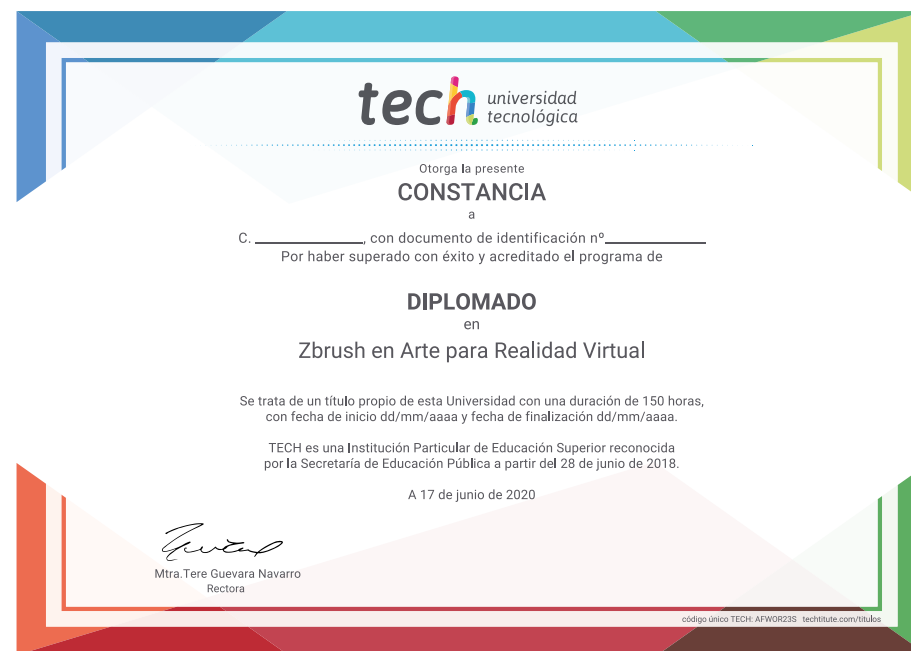 tech universidad
tecnológica
Otorga la presente
CONSTANCIA
a
C. ____________, con documento de identificación nº___________
Por haber superado con éxito y acreditado el programa de
DIPLOMADO
en
Zbrush en Arte para Realidad Virtual
Se trata de un título propio de esta Universidad con una duración de 150 horas,
con fecha de inicio dd/mm/aaaa y fecha de finalización dd/mm/aaaa.
TECH es una Institución Particular de Educación Superior reconocida
por la Secretaría de Educación Pública a partir del 28 de junio de 2018.
A 17 de junio de 2020
Mtra.Tere Guevara Navarro
Rectora
código único TECH: AFWOR23S techtitute.com/titulos